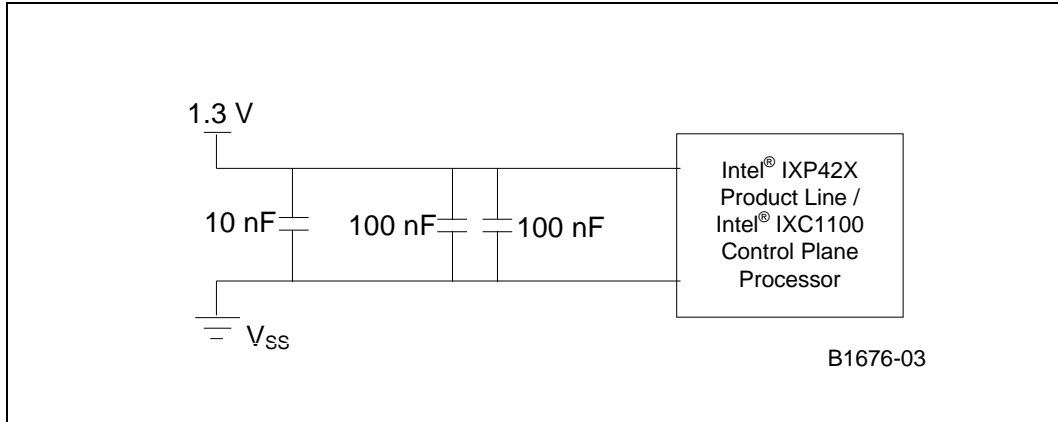 1.3 V
10 nF
100 nF
100 nF
Intel® IXP42X
Product Line /
Intel® IXC1100
Control Plane
Processor
VSS
B1676-03